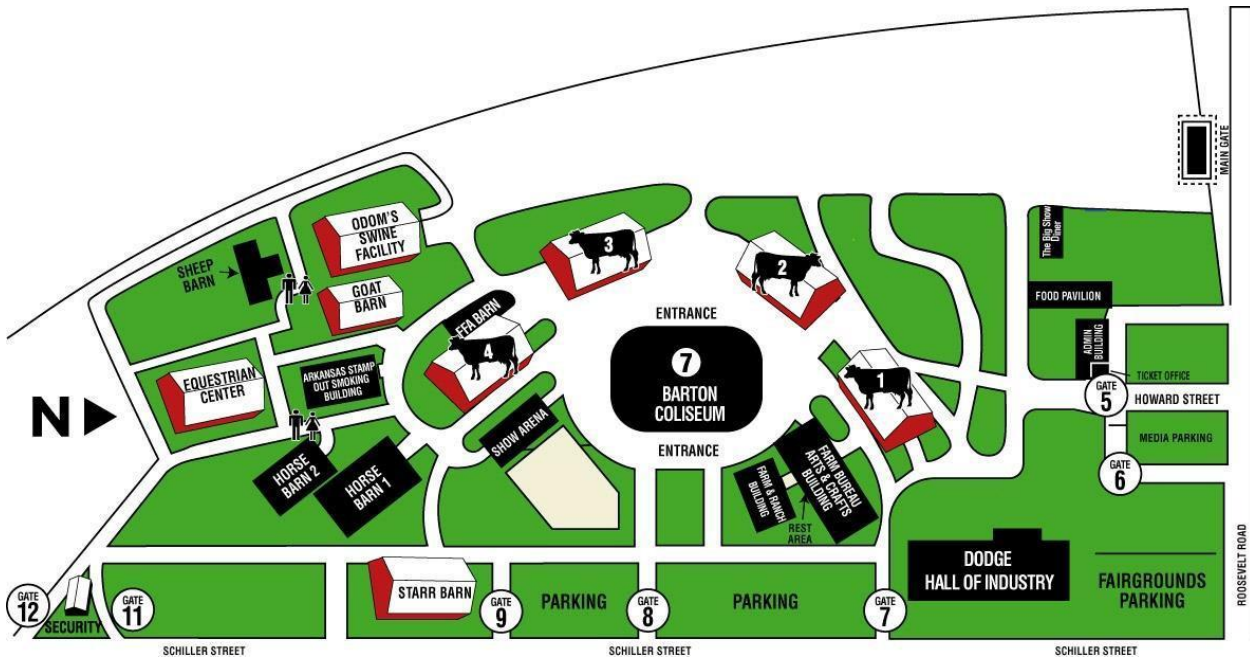 MAIN GATE
ROOSEVELT ROAD
ODOM'S
SWINE
FACILITY
SHEEP
BARN
GOAT
BARN
3
2
The Big Show
Diner
FOOD PAVILION
ADMIN
BUILDING
TICKET OFFICE
GATE
5
HOWARD STREET
MEDIA PARKING
GATE
6
FFA BARN
4
ENTRANCE
7
BARTON
COLISEUM
ENTRANCE
1
EQUESTRIAN
CENTER
ARKANSAS STAMP
OUT SMOKING
BUILDING
N
SHOW ARENA
HORSE
BARN 2
HORSE
BARN 1
FARM & RANCH
BUILDING
FARM BUREAU
ARTS & CRAFTS
BUILDING
REST
AREA
DODGE
HALL OF INDUSTRY
FAIRGROUNDS
PARKING
GATE
12
SECURITY
GATE
11
STARR BARN
GATE
9
PARKING
GATE
8
PARKING
GATE
7
SCHILLER STREET
SCHILLER STREET
SCHILLER STREET